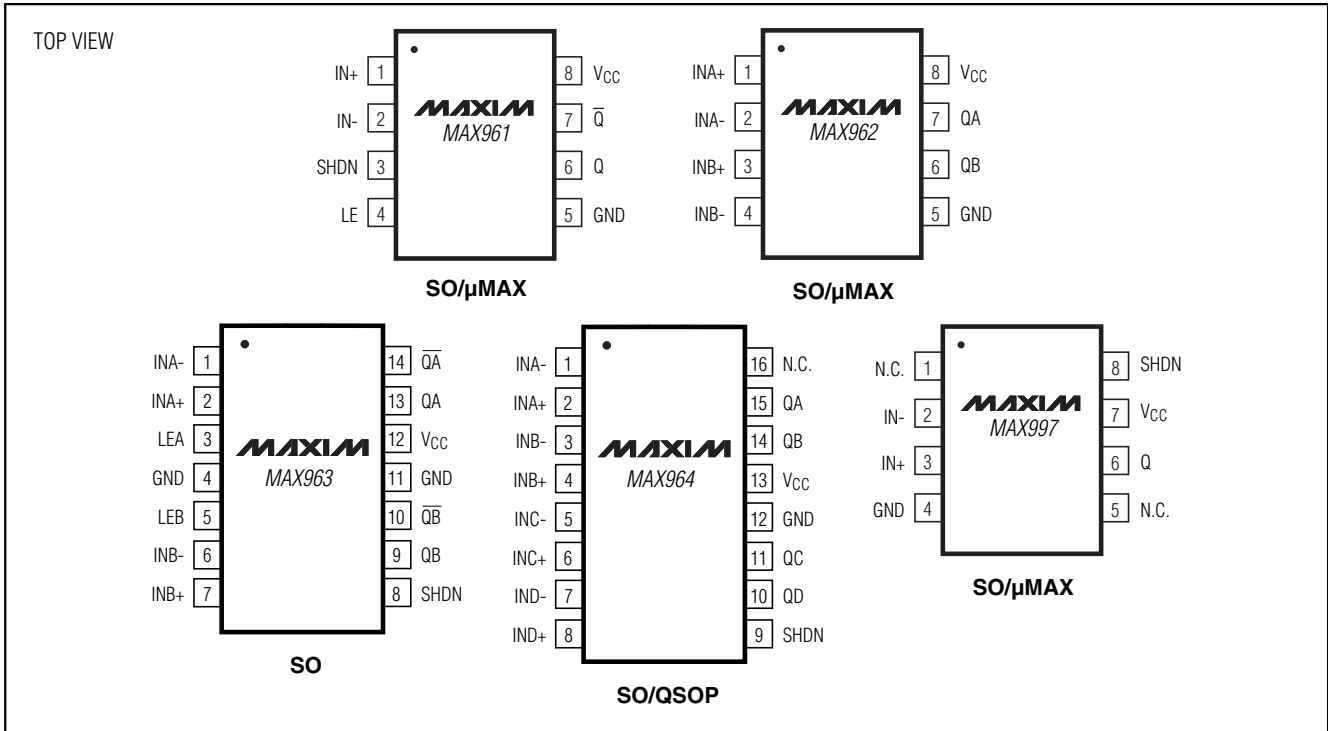 TOP VIEW
IN+ 1
IN- 2
SHDN 3
LE 4
MAXIM
MAX961
8 VCC
7 Q̅
6 Q
5 GND
SO/µMAX
INA+ 1
INA- 2
INB+ 3
INB- 4
MAXIM
MAX962
8 VCC
7 QA
6 QB
5 GND
SO/µMAX
INA- 1
INA+ 2
LEA 3
GND 4
LEB 5
INB- 6
INB+ 7
MAXIM
MAX963
14 Q̅A̅
13 QA
12 VCC
11 GND
10 Q̅B̅
9 QB
8 SHDN
SO
INA- 1
INA+ 2
INB- 3
INB+ 4
INC- 5
INC+ 6
IND- 7
IND+ 8
MAXIM
MAX964
16 N.C.
15 QA
14 QB
13 VCC
12 GND
11 QC
10 QD
9 SHDN
SO/QSOP
N.C. 1
IN- 2
IN+ 3
GND 4
MAXIM
MAX997
8 SHDN
7 VCC
6 Q
5 N.C.
SO/µMAX